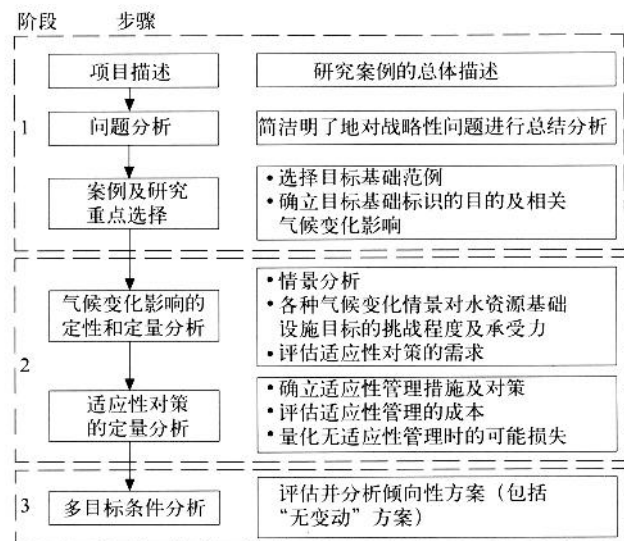 阶段 步骤
项目描述 研究案例的总体描述
1
问题分析 简洁明了地对战略性问题进行总结分析
案例及研究
重点选择
•选择目标基础范例
•确立目标基础标识的目的及相关
气候变化影响
2
气候变化影响的
定性和定量分析
•情景分析
•各种气候变化情景对水资源基础
设施目标的挑战程度及承受力
•评估适应性对策的需求
适应性对策
的定量分析
•确立适应性管理措施及对策
•评估适应性管理的成本
•量化无适应性管理时的可能损失
3
多目标条件分析
评估并分析倾向性方案（包括
“无变动”方案）